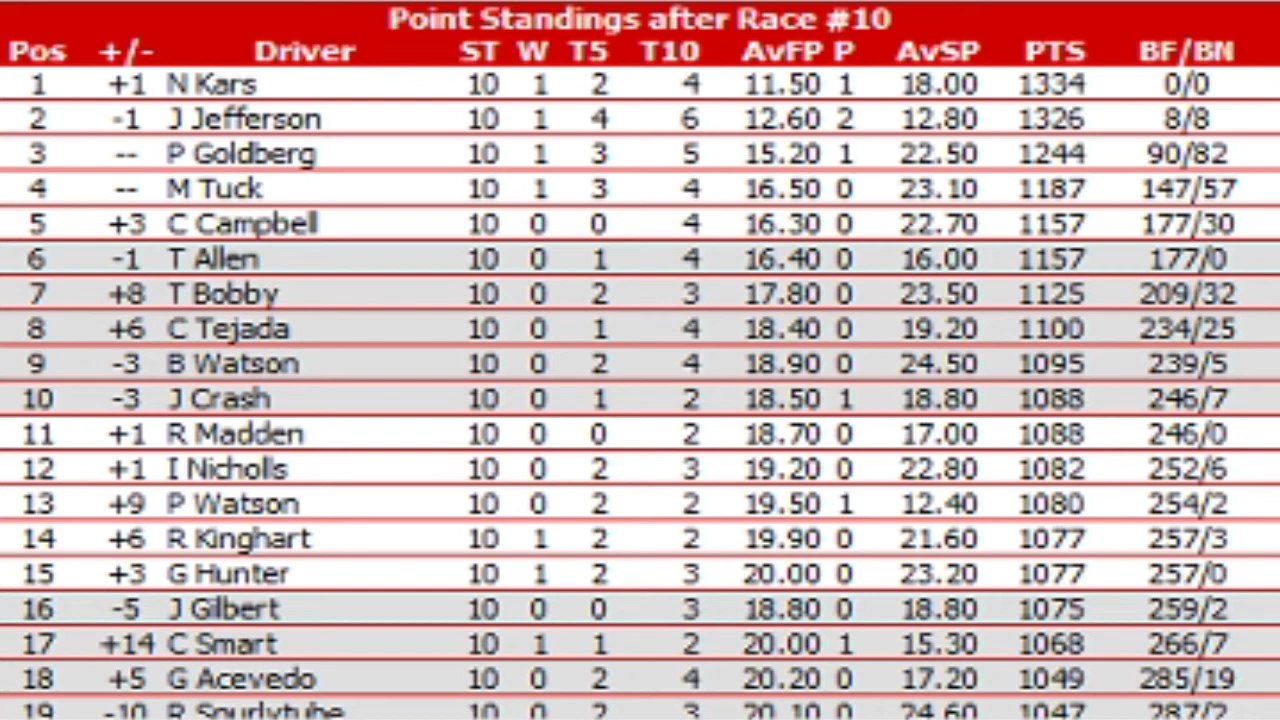 Point Standings after Race #10
Pos +/- Driver ST W T5 T10 AvFP P AvSP PTS BF/BN
1 +1 N Kars 10 1 2 4 11.50 1 18.00 1334 0/0
2 -1 J Jefferson 10 1 4 6 12.60 2 12.80 1326 8/8
3 -- P Goldberg 10 1 3 5 15.20 1 22.50 1244 90/82
4 -- M Tuck 10 1 3 4 16.50 0 23.10 1187 147/57
5 +3 C Campbell 10 0 0 4 16.30 0 22.70 1157 177/30
6 -1 T Allen 10 0 1 4 16.40 0 16.00 1157 177/0
7 +8 T Bobby 10 0 2 3 17.80 0 23.50 1125 209/32
8 +6 C Tejada 10 0 1 4 18.40 0 19.20 1100 234/25
9 -3 B Watson 10 0 2 4 18.90 0 24.50 1095 239/5
10 -3 J Crash 10 0 1 2 18.50 1 18.80 1088 246/7
11 +1 R Madden 10 0 0 2 18.70 0 17.00 1088 246/0
12 +1 I Nicholls 10 0 2 3 19.20 0 22.80 1082 252/6
13 +9 P Watson 10 0 2 2 19.50 1 12.40 1080 254/2
14 +6 R Kinghart 10 1 2 2 19.90 0 21.60 1077 257/3
15 +3 G Hunter 10 1 2 3 20.00 0 23.20 1077 257/0
16 -5 J Gilbert 10 0 0 3 18.80 0 18.80 1075 259/2
17 +14 C Smart 10 1 1 2 20.00 1 15.30 1068 266/7
18 +5 G Acevedo 10 0 2 4 20.20 0 17.20 1049 285/19
19 -10 R Spurlytube 10 0 2 3 20.10 0 24.60 1047 287/2